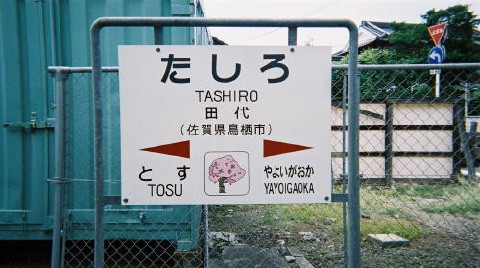 たしろ
TASHIRO
田代
(佐賀県鳥栖市)
とす やよいがおか
TOSU YAYOIGAOKA